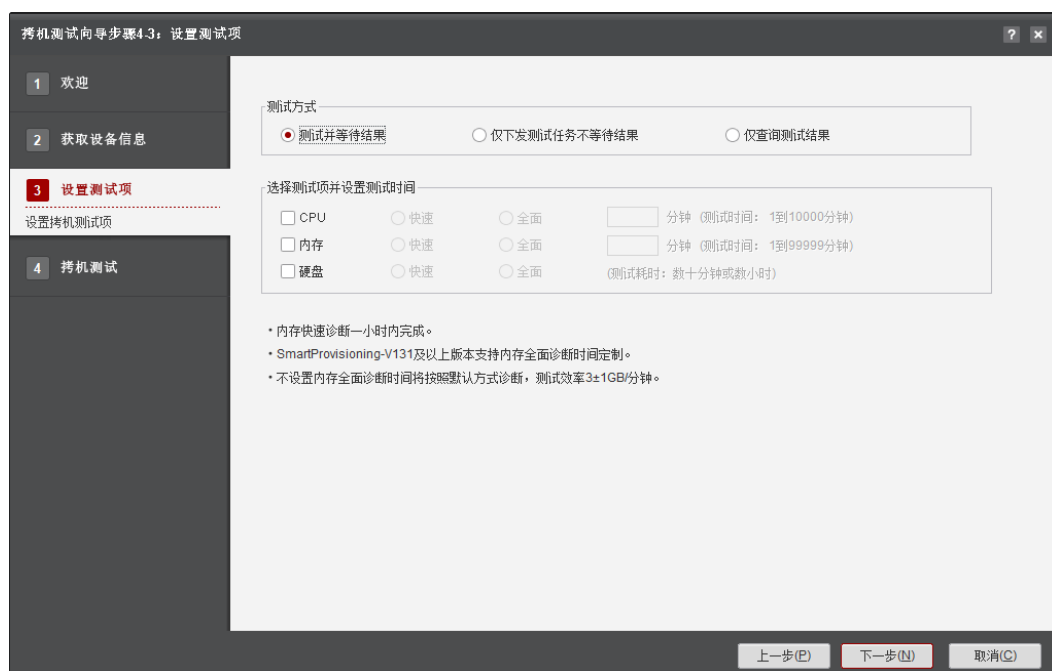 拷机测试向导步骤4-3：设置测试项
? ×
1 欢迎
2 获取设备信息
3 设置测试项
设置拷机测试项
4 拷机测试
测试方式
测试并等待结果 仅下发测试任务不等待结果 仅查询测试结果
选择测试项并设置测试时间
CPU 快速 全面 分钟 (测试时间: 1到10000分钟)
内存 快速 全面 分钟 (测试时间: 1到99999分钟)
硬盘 快速 全面 (测试耗时: 数十分钟或数小时)
• 内存快速诊断一小时内完成。
• SmartProvisioning-V131及以上版本支持内存全面诊断时间定制。
• 不设置内存全面诊断时间将按照默认方式诊断，测试效率3±1GB/分钟。
上一步(P) 下一步(N) 取消(C)